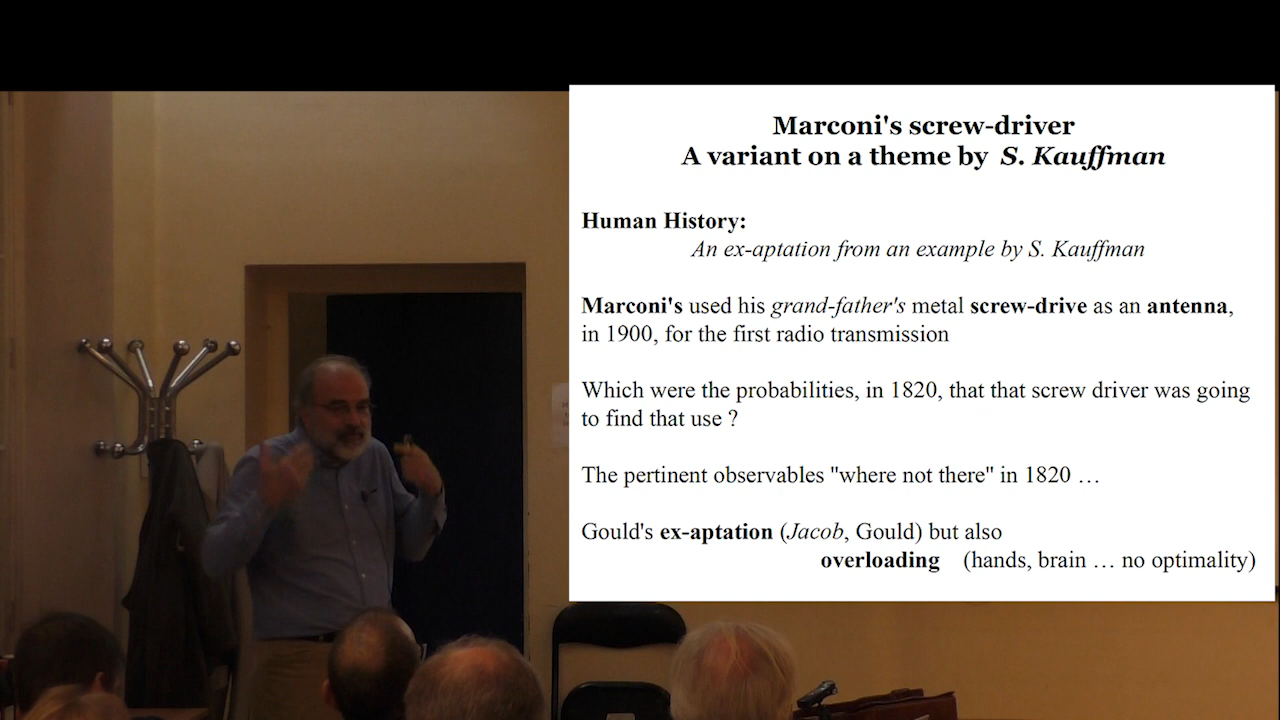 Marconi's screw-driver
A variant on a theme by S. Kauffman
Human History:
An ex-aptation from an example by S. Kauffman
Marconi's used his grand-father's metal screw-drive as an antenna,
in 1900, for the first radio transmission
Which were the probabilities, in 1820, that that screw driver was going
to find that use ?
The pertinent observables "where not there" in 1820 …
Gould's ex-aptation (Jacob, Gould) but also
overloading (hands, brain … no optimality)